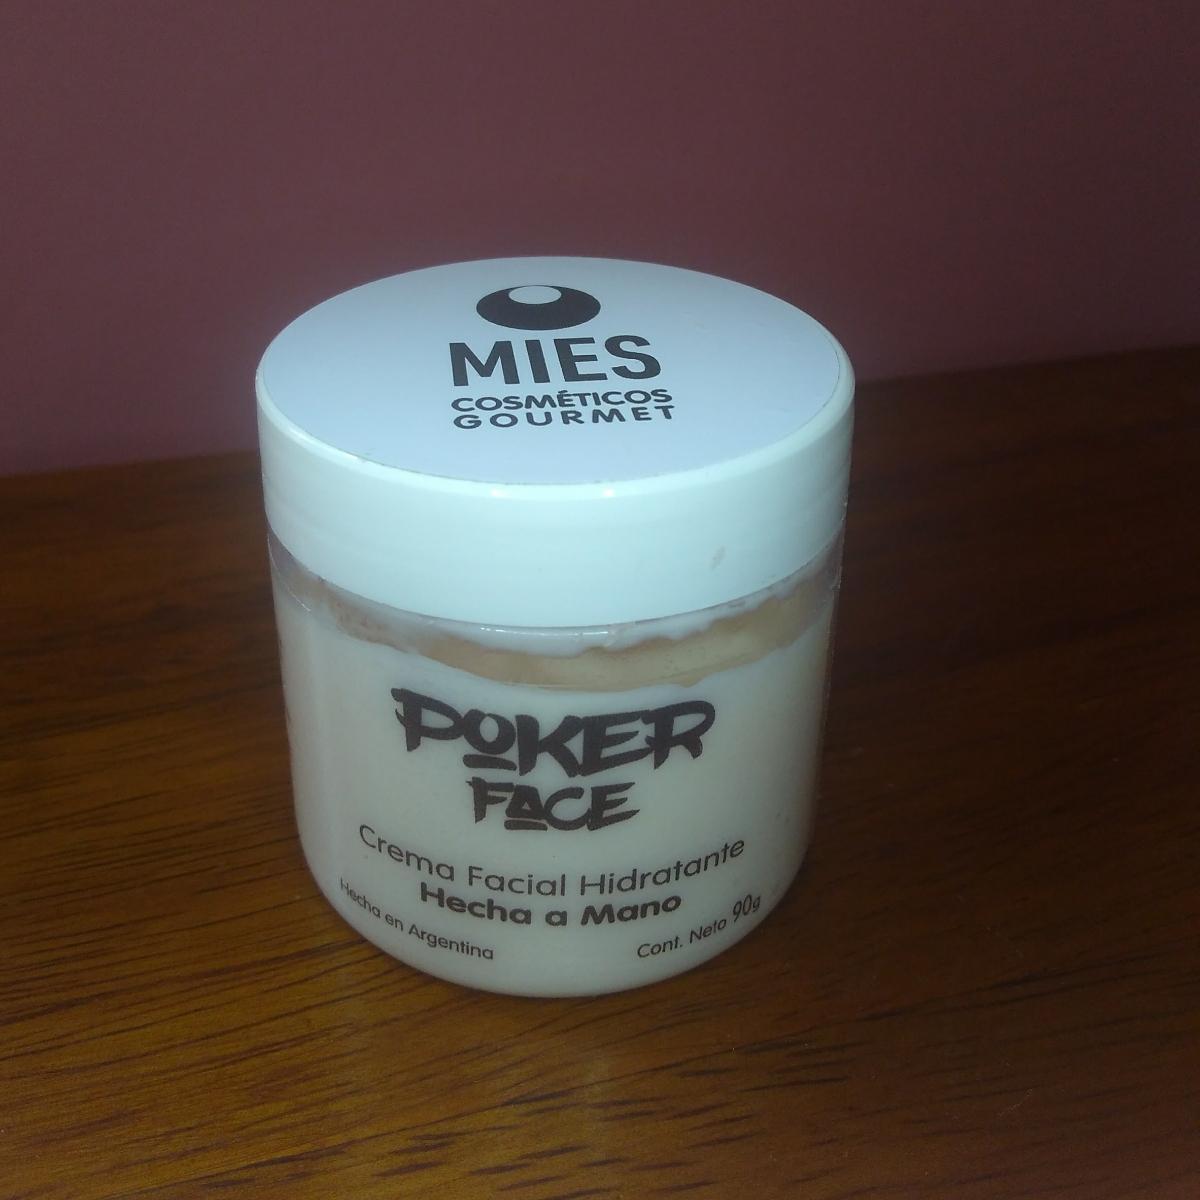 MIES
COSMÉTICOS
GOURMET
POKER
FACE
Crema Facial Hidratante
Hecha a Mano
Hecha en Argentina
Cont. Neto 90g